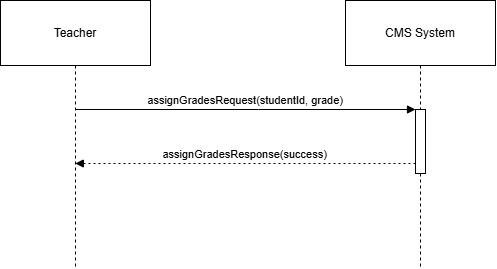 Teacher
CMS System
assignGradesRequest(studentId, grade)
assignGradesResponse(success)